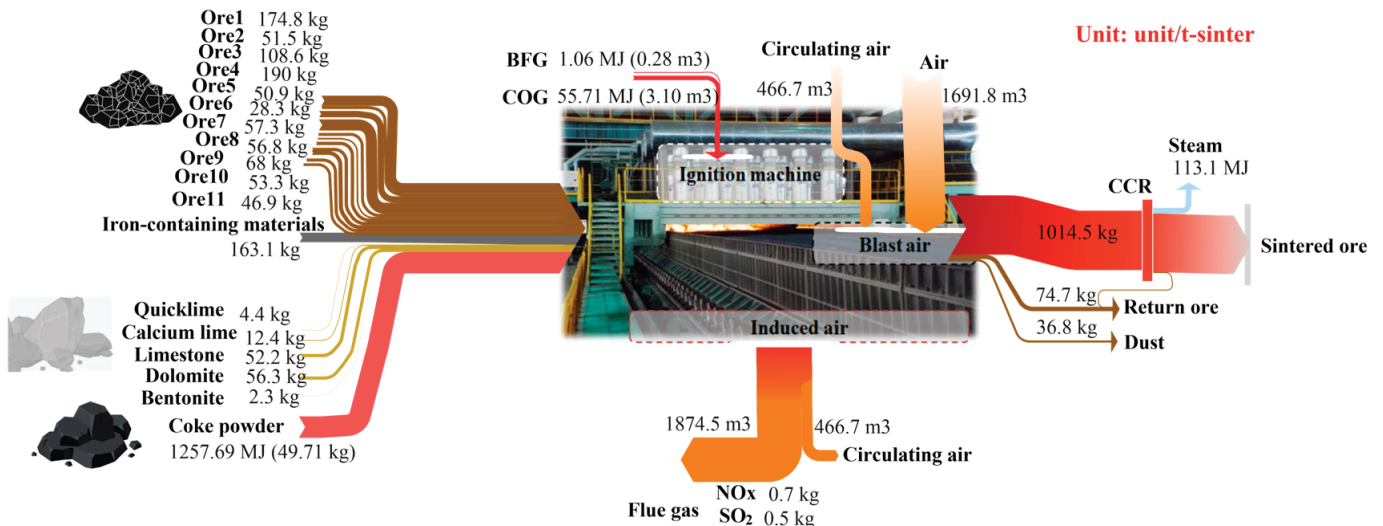 Ore1 174.8 kg
Ore2 51.5 kg
Ore3 108.6 kg
Ore4 190 kg
Ore5 50.9 kg
Ore6 28.3 kg
Ore7 57.3 kg
Ore8 56.8 kg
Ore9 68 kg
Ore10 53.3 kg
Ore11 46.9 kg
Iron-containing materials
163.1 kg
Quicklime 4.4 kg
Calcium lime 12.4 kg
Limestone 52.2 kg
Dolomite 56.3 kg
Bentonite 2.3 kg
Coke powder
1257.69 MJ (49.71 kg)
BFG 1.06 MJ (0.28 m3)
COG 55.71 MJ (3.10 m3)
Circulating air
466.7 m3
Air
1691.8 m3
Unit: unit/t-sinter
Ignition machine
Blast air
Induced air
1014.5 kg
CCR
Steam
113.1 MJ
Sintered ore
74.7 kg
Return ore
36.8 kg
Dust
1874.5 m3
466.7 m3
Circulating air
Flue gas
NOx 0.7 kg
SO₂ 0.5 kg